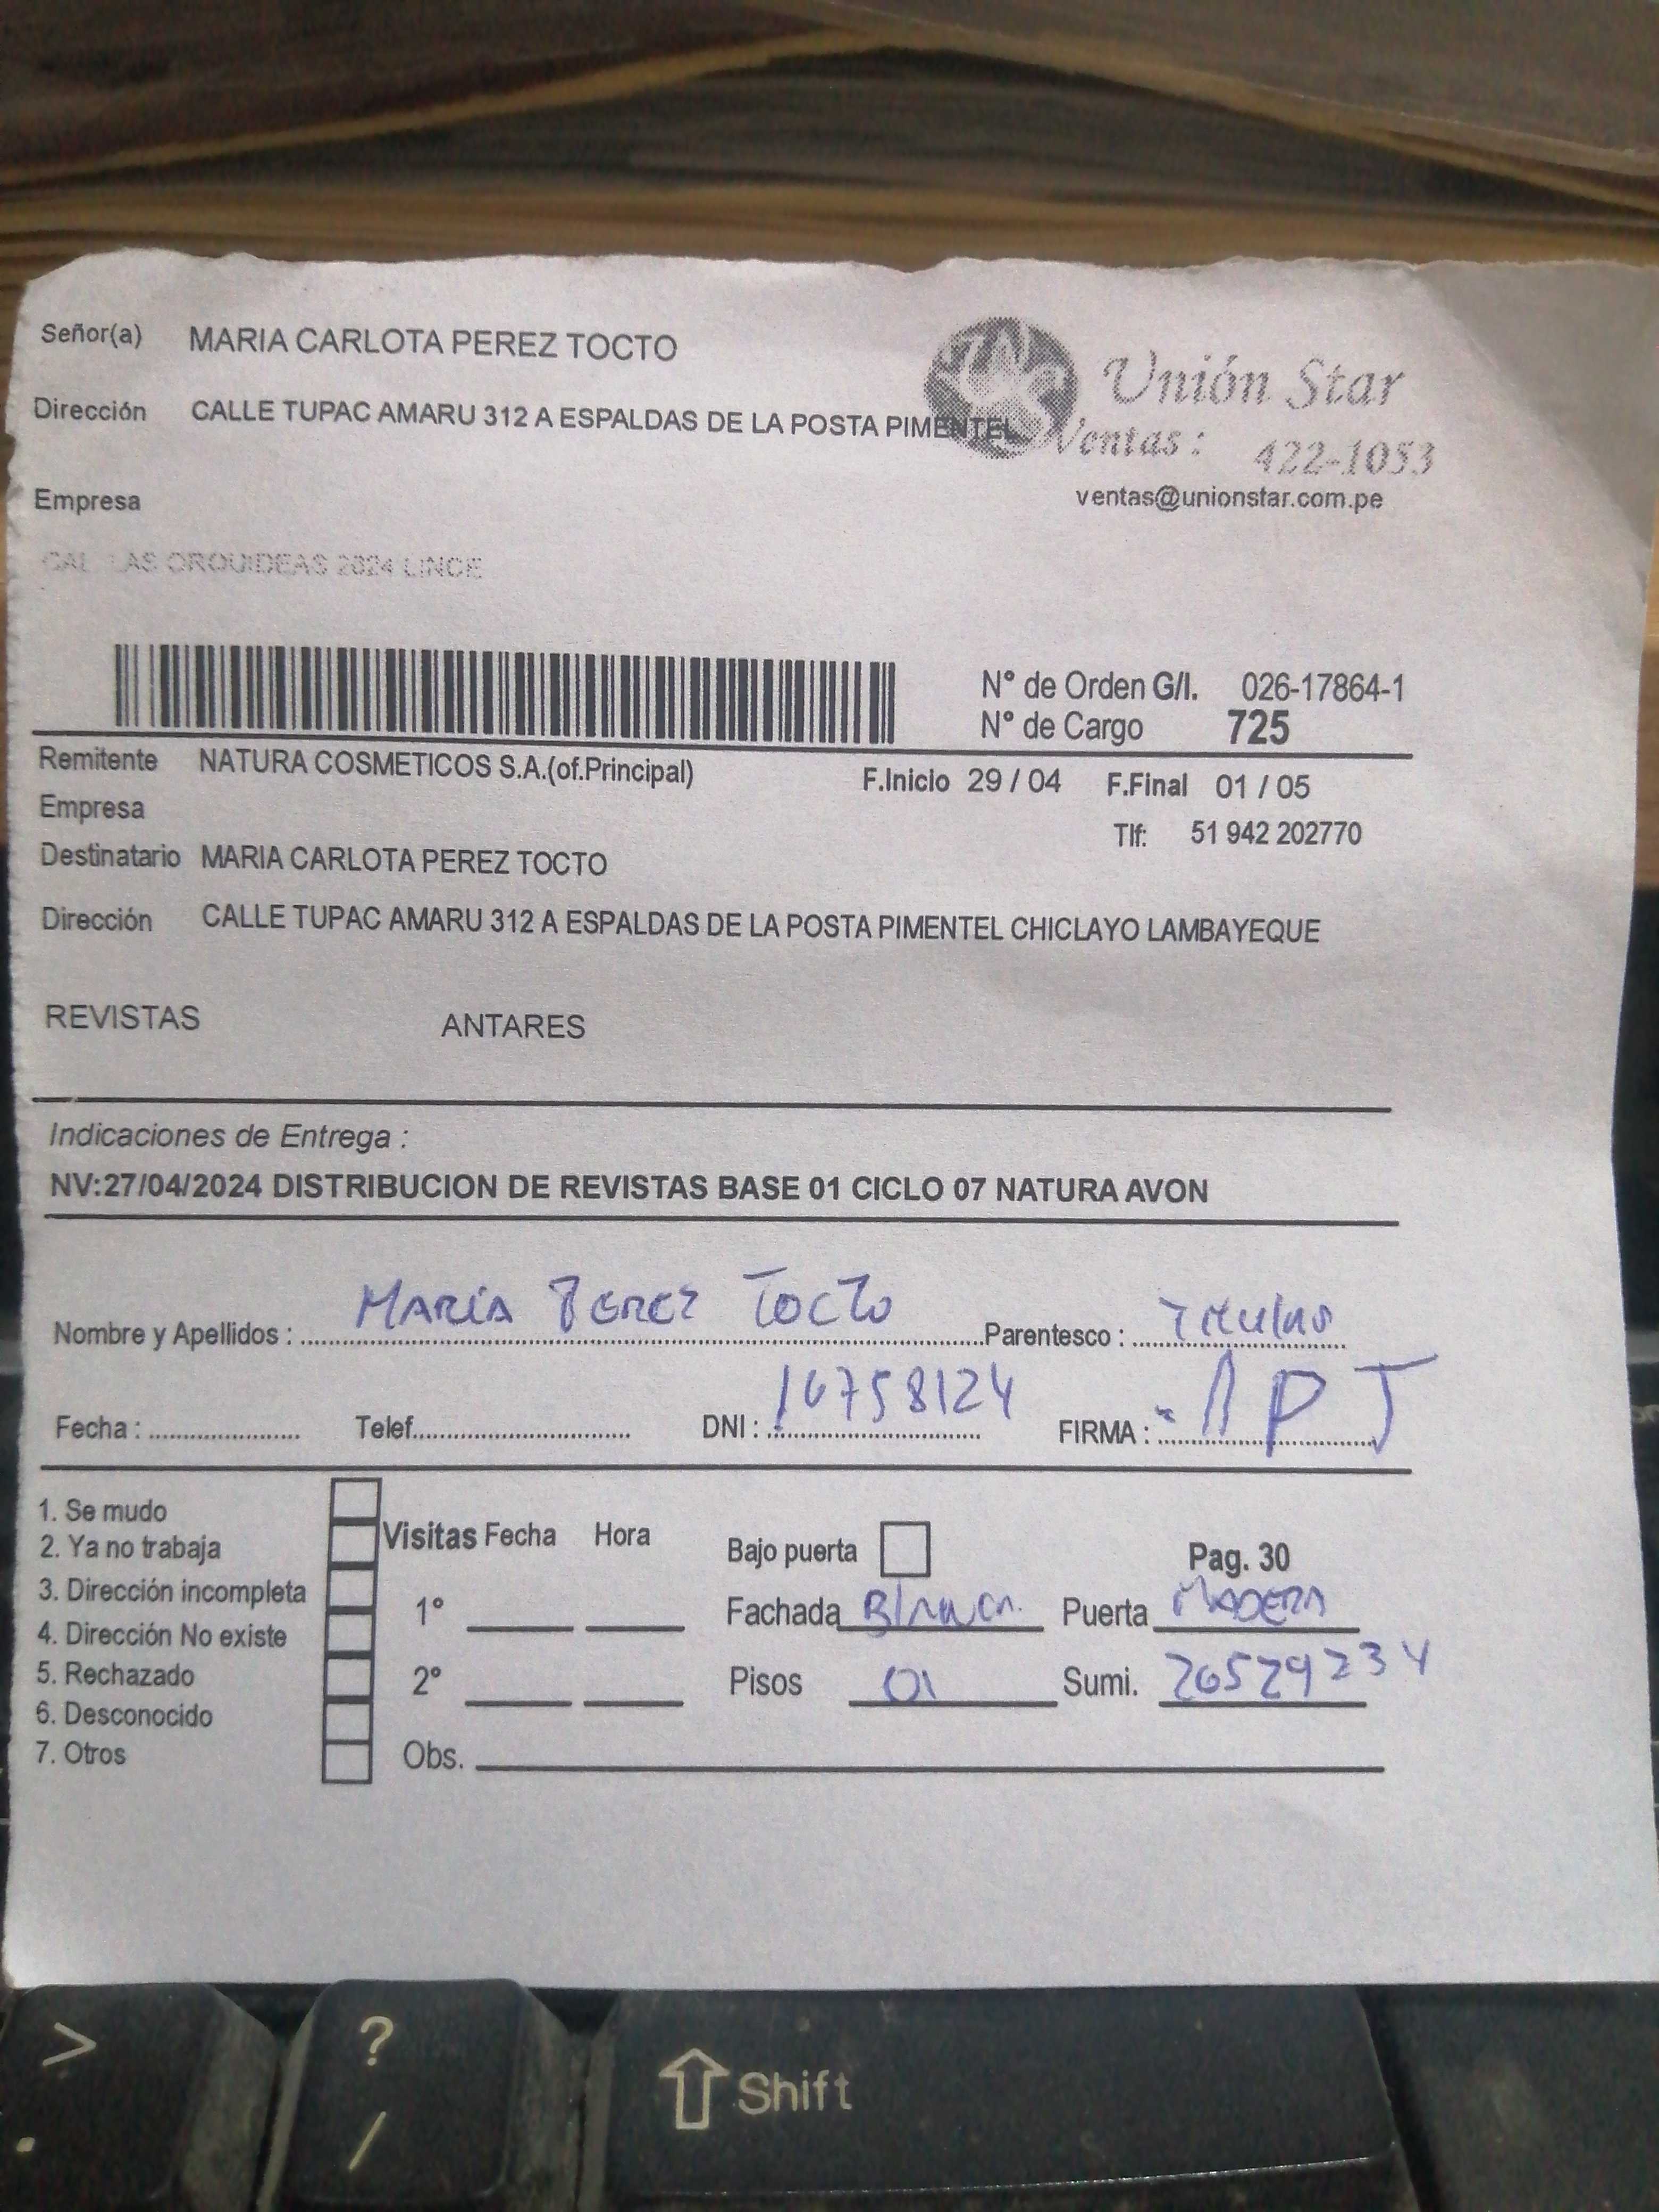 Señor(a) MARIA CARLOTA PEREZ TOCTO
Unión Star
Dirección CALLE TUPAC AMARU 312 A ESPALDAS DE LA POSTA PIMENTEL
Ventas : 422-1053
Empresa
ventas@unionstar.com.pe
CAL LAS ORQUIDEAS 2024 LINCE
N° de Orden G/I. 026-17864-1
N° de Cargo 725
Remitente NATURA COSMETICOS S.A.(of.Principal)
F.Inicio 29 / 04 F.Final 01 / 05
Empresa
Tlf: 51 942 202770
Destinatario MARIA CARLOTA PEREZ TOCTO
Dirección CALLE TUPAC AMARU 312 A ESPALDAS DE LA POSTA PIMENTEL CHICLAYO LAMBAYEQUE
REVISTAS ANTARES
Indicaciones de Entrega :
NV:27/04/2024 DISTRIBUCION DE REVISTAS BASE 01 CICLO 07 NATURA AVON
Nombre y Apellidos : MARIA PEREZ TOCTO Parentesco : Titular
Fecha : Telef. DNI : FIRMA :
1. Se mudo
2. Ya no trabaja
3. Dirección incompleta
4. Dirección No existe
5. Rechazado
6. Desconocido
7. Otros
Visitas Fecha Hora
1°
2°
Obs.
Bajo puerta Pag. 30
Fachada Blanca Puerta MADERA
Pisos 01 Sumi. 26529234
> .
? /
Shift